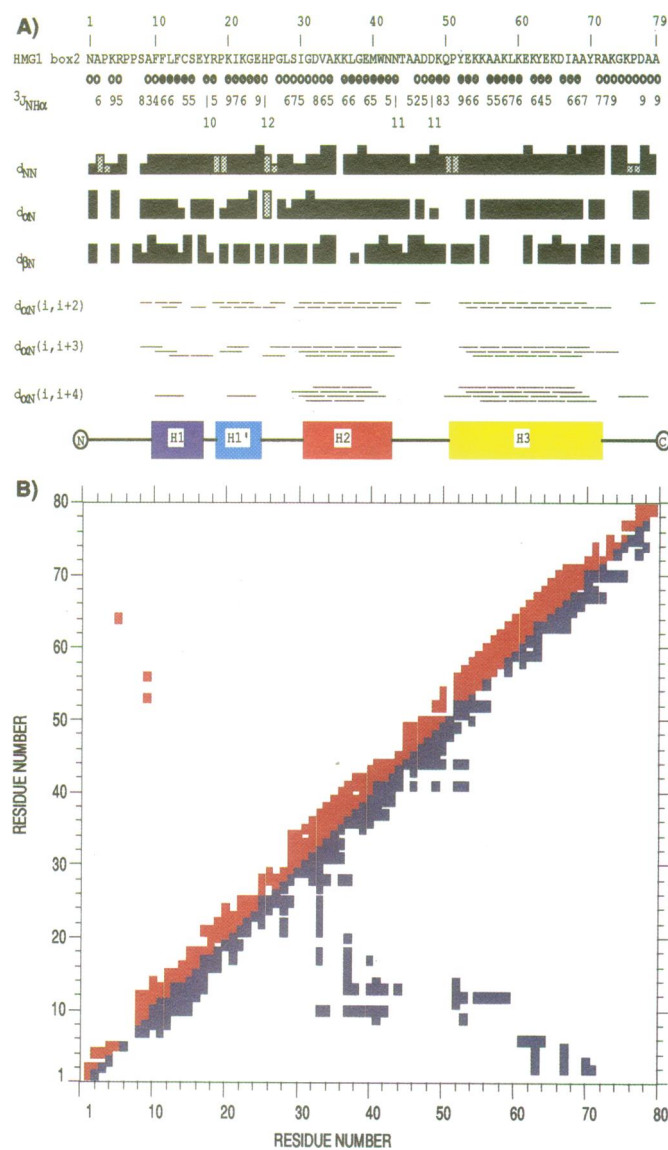 A)
1 10 20 30 40 50 60 70 79
HMG1 box2 NAPKRPPSAFFLFCSEYRPKIKGEHPGLSIGDVAKKLGEMWNNTAADDKQPYEKKAAKLKEKYEKDIAAYRAKGKPDAA
3JNHα 6 95 83466 55 |5 976 9| 675 865 66 65 5| 525|83 966 55676 645 667 779 9 9
10 12 11 11
dNN
dαN
dβN
dαN(i,i+2)
dαN(i,i+3)
dαN(i,i+4)
N H1 H1' H2 H3 C
B)
80
70
60
50
40
30
20
10
1
RESIDUE NUMBER
1 10 20 30 40 50 60 70 80
RESIDUE NUMBER